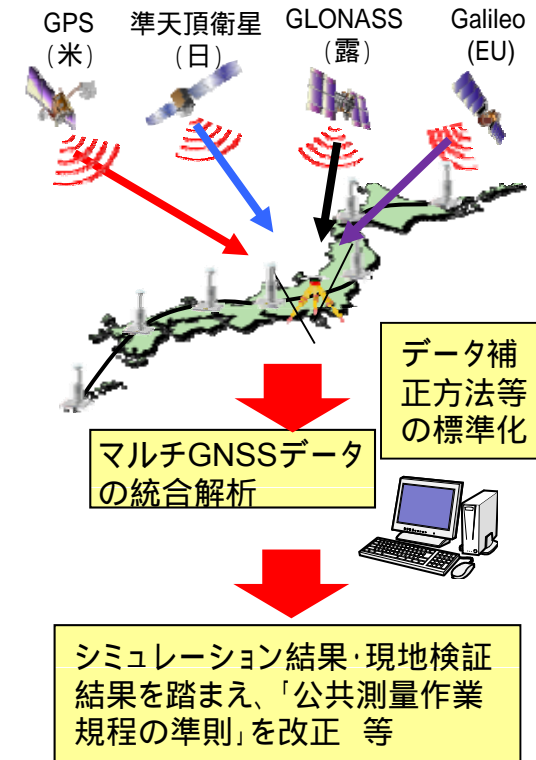 GPS
(米)
準天頂衛星
(日)
GLONASS
(露)
Galileo
(EU)
データ補
正方法等
の標準化
マルチGNSSデータ
の統合解析
シミュレーション結果・現地検証
結果を踏まえ、「公共測量作業
規程の準則」を改正 等